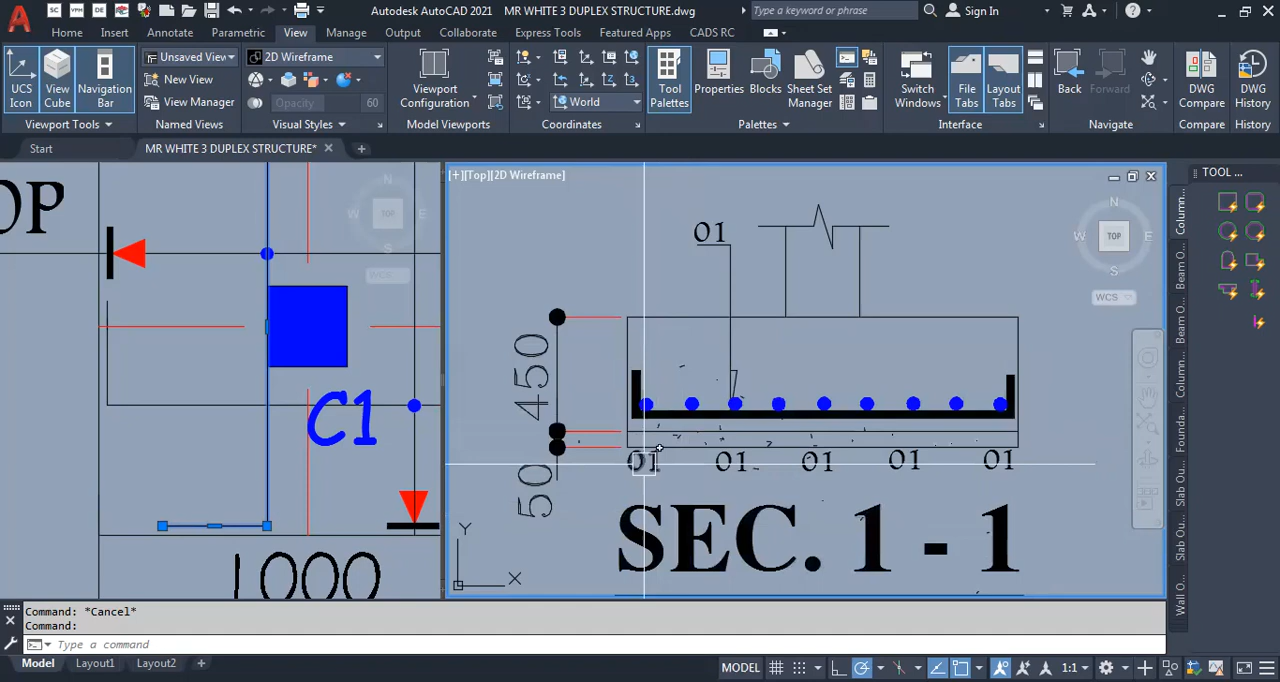 Autodesk AutoCAD 2021 MR WHITE 3 DUPLEX STRUCTURE.dwg
Type a keyword or phrase
Sign In
Home Insert Annotate Parametric View Manage Output Collaborate Express Tools Featured Apps CADS RC
UCS Icon
View Cube
Navigation Bar
Viewport Tools
Unsaved View
New View
View Manager
Named Views
2D Wireframe
Opacity 60
Visual Styles
Viewport Configuration
Model Viewports
World
Coordinates
Tool Palettes
Properties
Blocks
Sheet Set Manager
Palettes
Switch Windows
File Tabs
Layout Tabs
Interface
Back
Forward
Navigate
DWG Compare
Compare
DWG History
History
Start
MR WHITE 3 DUPLEX STRUCTURE*
OP
N
W TOP E
S
WCS
C1
1000
[+][Top][2D Wireframe]
01
450
50
01 01 01 01 01
SEC. 1 - 1
Y
X
N
W TOP E
S
WCS
TOOL ...
Column...
Beam O...
Beam O...
Column...
Founda...
Slab Ou...
Slab Ou...
Wall O...
Command: *Cancel*
Command:
Type a command
Model Layout1 Layout2 +
MODEL
1:1